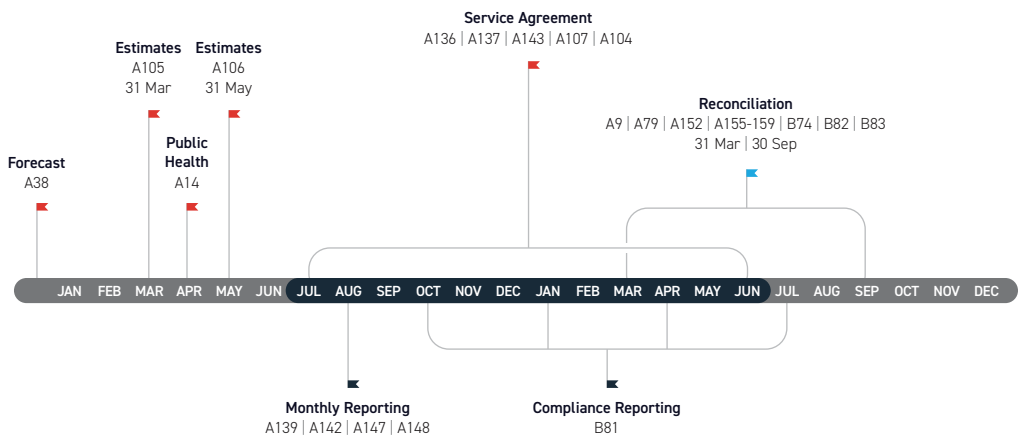 Service Agreement
A136 | A137 | A143 | A107 | A104
Estimates
A105
31 Mar
Estimates
A106
31 May
Reconciliation
A9 | A79 | A152 | A155-159 | B74 | B82 | B83
31 Mar | 30 Sep
Public
Health
A14
Forecast
A38
JAN FEB MAR APR MAY JUN JUL AUG SEP OCT NOV DEC JAN FEB MAR APR MAY JUN JUL AUG SEP OCT NOV DEC
Monthly Reporting
A139 | A142 | A147 | A148
Compliance Reporting
B81